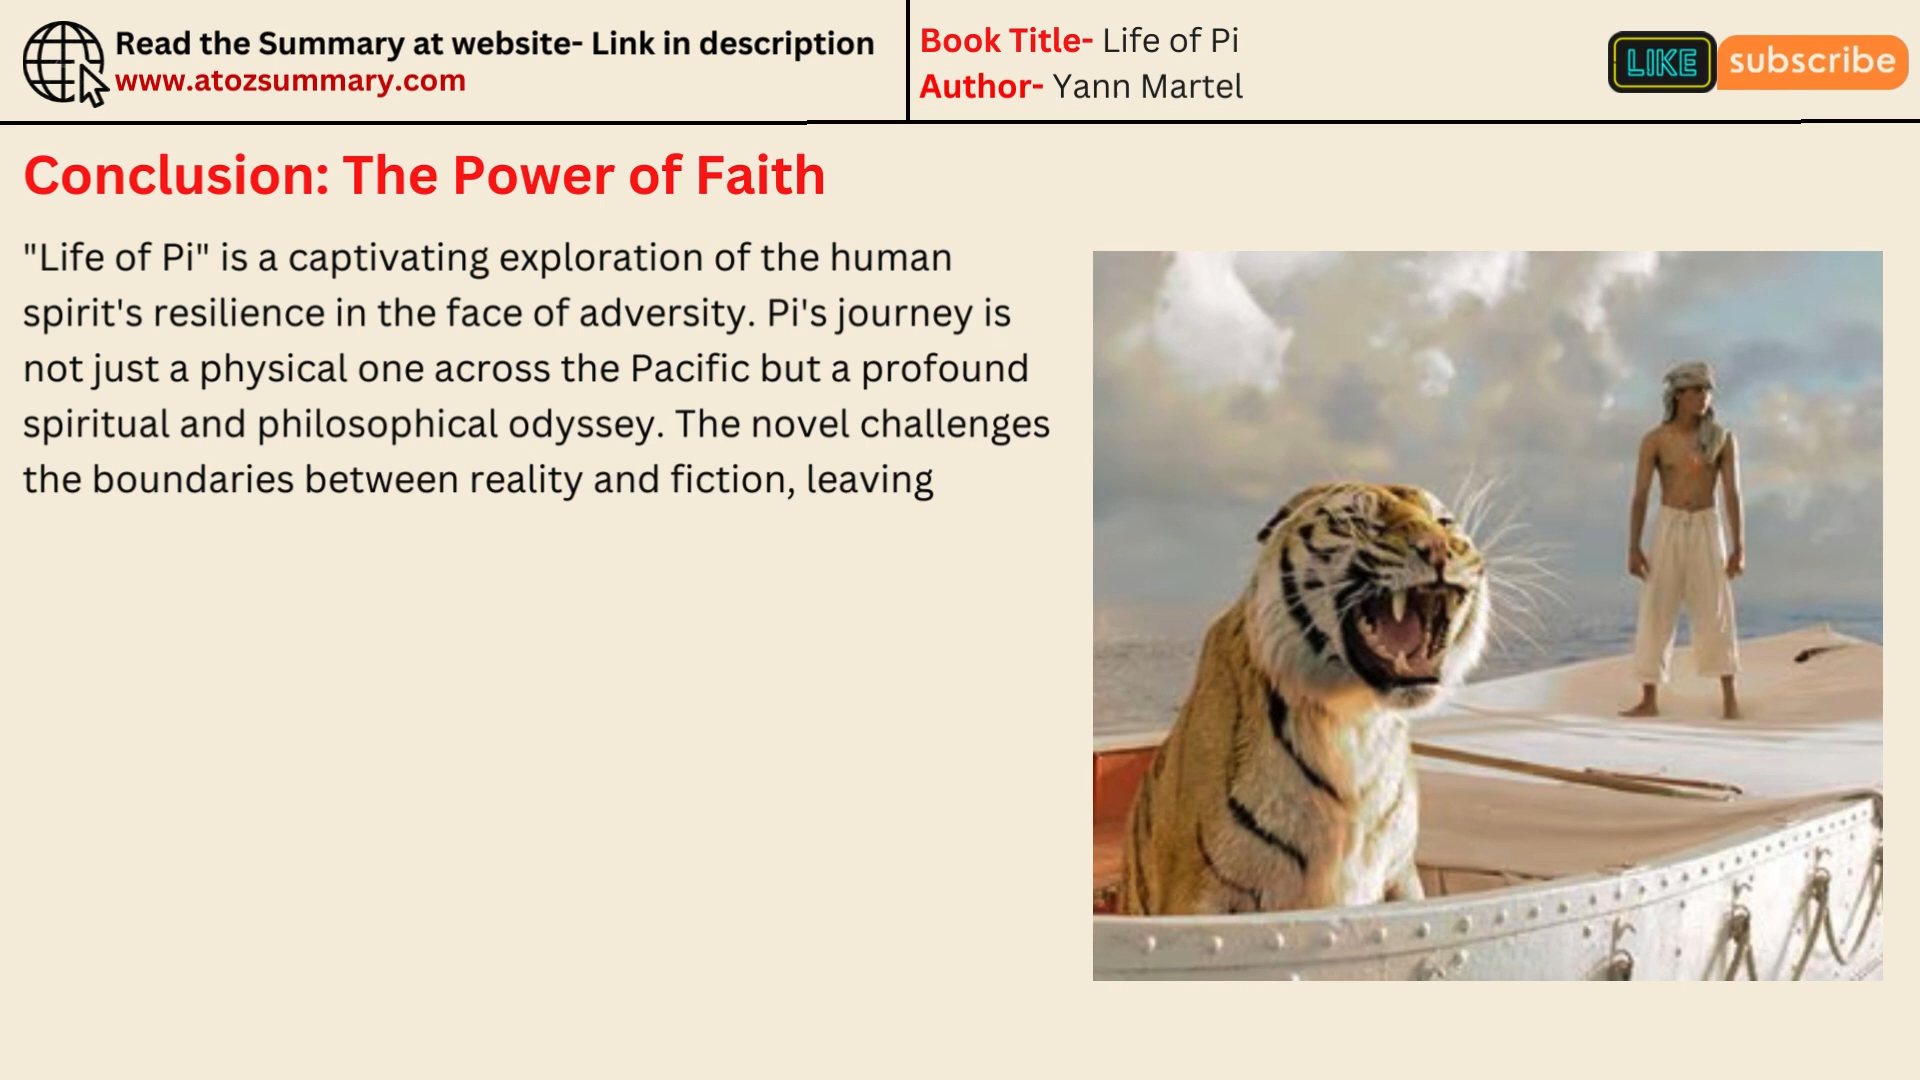 Read the Summary at website- Link in description
www.atozsummary.com
Book Title- Life of Pi
Author- Yann Martel
LIKE
subscribe
Conclusion: The Power of Faith
"Life of Pi" is a captivating exploration of the human
spirit's resilience in the face of adversity. Pi's journey is
not just a physical one across the Pacific but a profound
spiritual and philosophical odyssey. The novel challenges
the boundaries between reality and fiction, leaving